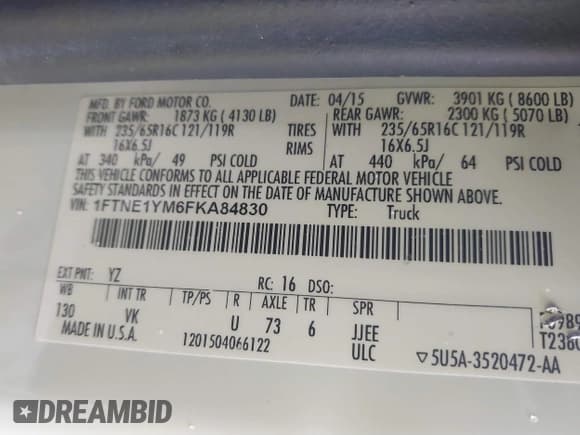 MFD. BY FORD MOTOR CO. DATE: 04/15 GVWR: 3901 KG ( 8600 LB)
FRONT GAWR: 1873 KG ( 4130 LB) REAR GAWR: 2300 KG ( 5070 LB)
WITH 235/65R16C 121/119R TIRES WITH 235/65R16C 121/119R
16X6.5J RIMS 16X6.5J
AT 340 kPa/ 49 PSI COLD AT 440 kPa/ 64 PSI COLD
THIS VEHICLE CONFORMS TO ALL APPLICABLE FEDERAL MOTOR VEHICLE
SAFETY STANDARDS IN EFFECT ON THE DATE OF MANUFACTURE SHOWN ABOVE.
VIN: 1FTNE1YM6FKA84830 TYPE: Truck
EXT PNT: YZ RC: 16 DSO:
WB INT TR TP/PS R AXLE TR SPR
130 VK U 73 6 JJEE
MADE IN U.S.A. 1201504066122 ULC
▽5U5A-3520472-AA
DREAMBID